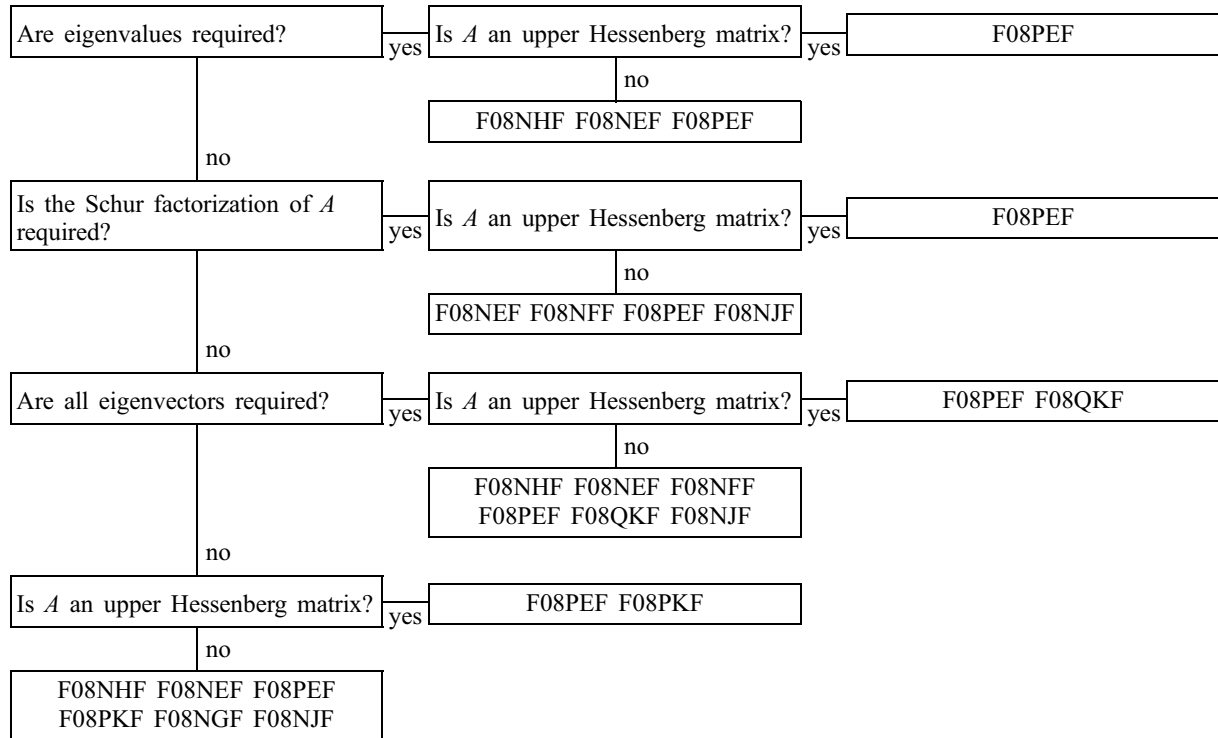 Are eigenvalues required?
yes
Is A an upper Hessenberg matrix?
yes
F08PEF
no
F08NHF F08NEF F08PEF
no
Is the Schur factorization of A
required?
yes
Is A an upper Hessenberg matrix?
yes
F08PEF
no
F08NEF F08NFF F08PEF F08NJF
no
Are all eigenvectors required?
yes
Is A an upper Hessenberg matrix?
yes
F08PEF F08QKF
no
F08NHF F08NEF F08NFF
F08PEF F08QKF F08NJF
no
Is A an upper Hessenberg matrix?
yes
F08PEF F08PKF
no
F08NHF F08NEF F08PEF
F08PKF F08NGF F08NJF